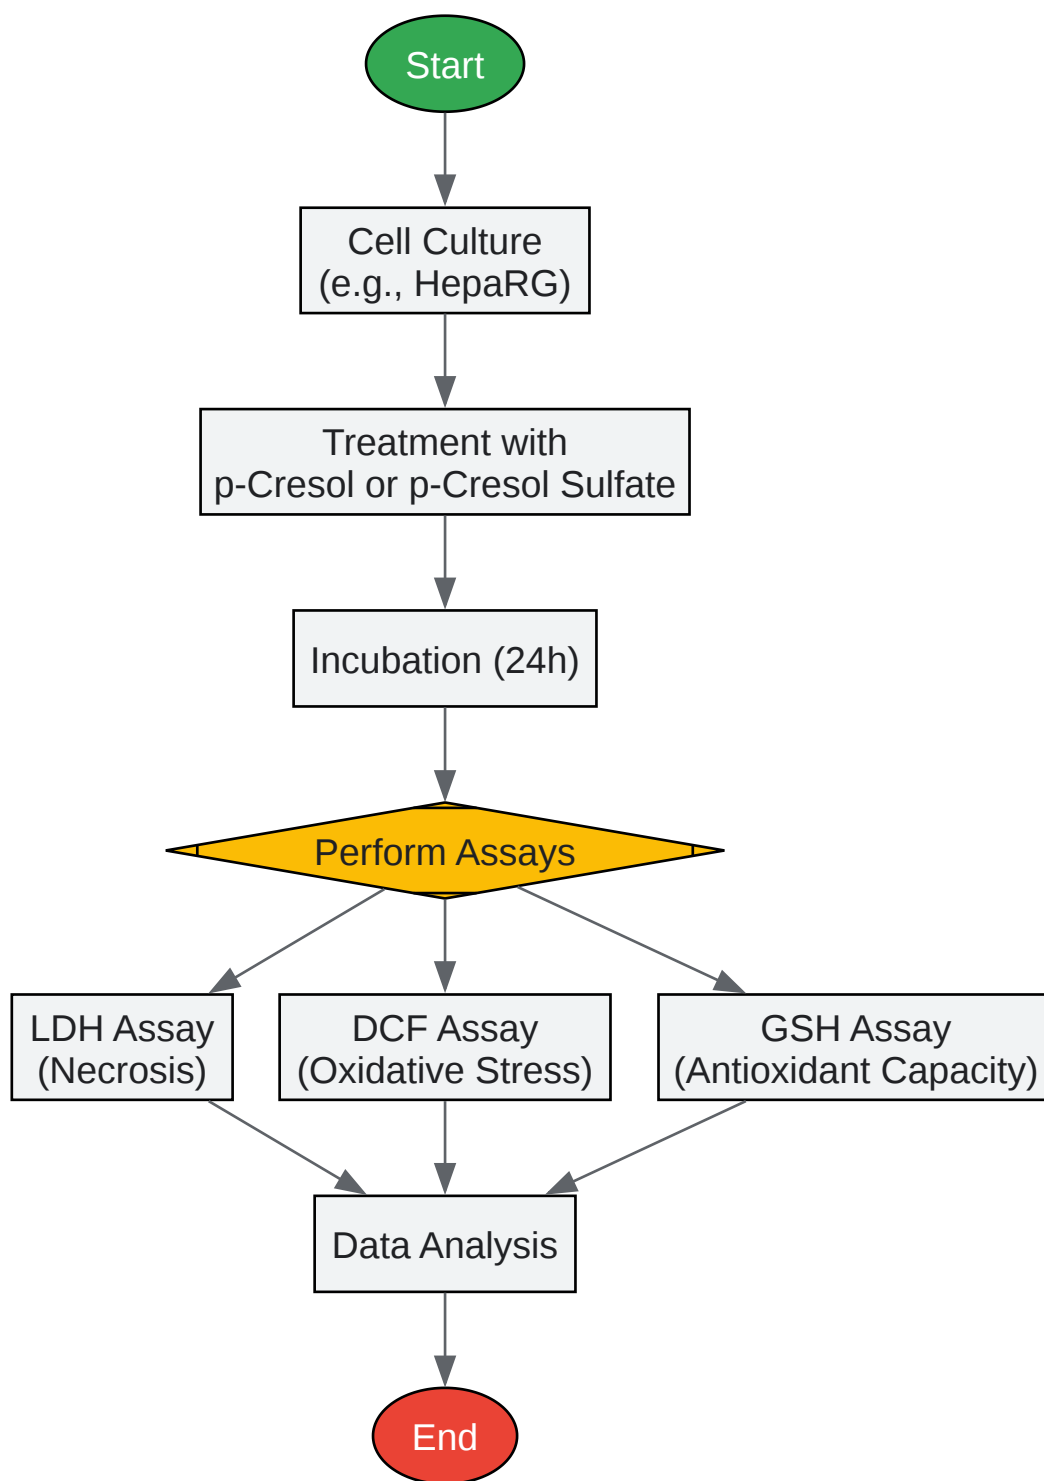 Start
Cell Culture
(e.g., HepaRG)
Treatment with
p-Cresol or p-Cresol Sulfate
Incubation (24h)
Perform Assays
LDH Assay
(Necrosis)
DCF Assay
(Oxidative Stress)
GSH Assay
(Antioxidant Capacity)
Data Analysis
End